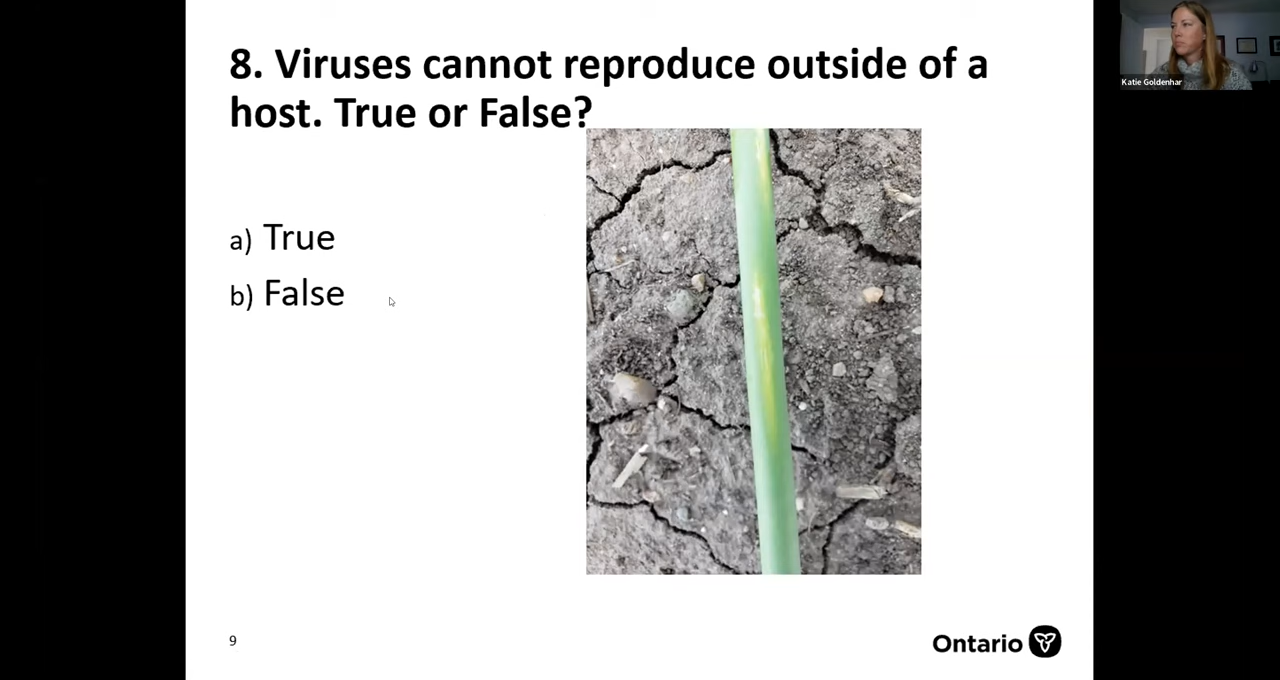 8. Viruses cannot reproduce outside of a
host. True or False?
a) True
b) False
9
Ontario
Katie Goldenhar